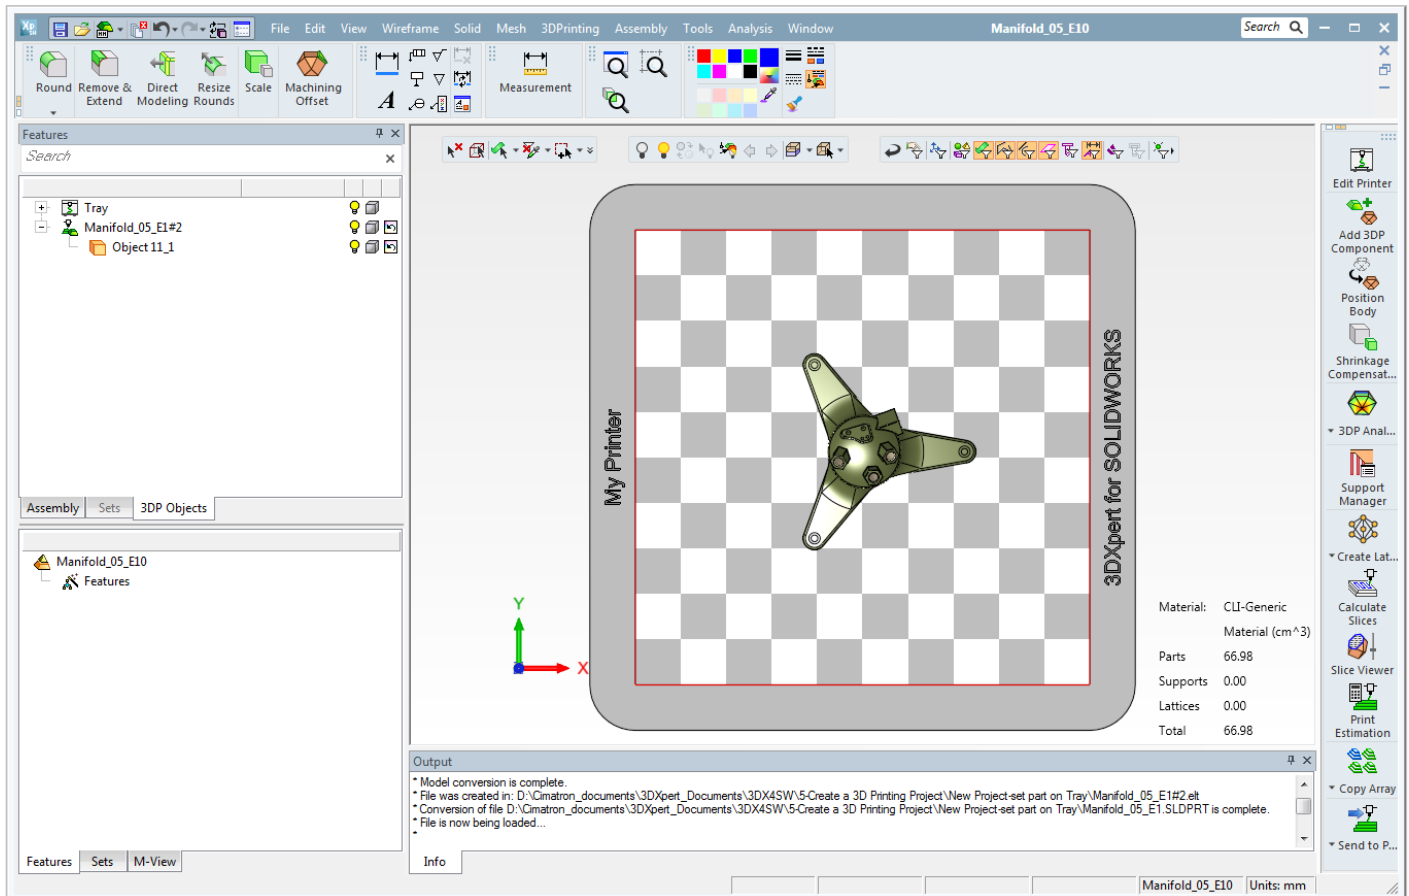 Xp
SW
File Edit View Wireframe Solid Mesh 3DPrinting Assembly Tools Analysis Window
Manifold_05_E10
Search
Round
Remove & Extend
Direct Modeling
Resize Rounds
Scale
Machining Offset
A
Measurement
Features
Search
Tray
Manifold_05_E1#2
Object 11_1
Assembly Sets 3DP Objects
Manifold_05_E10
Features
Features Sets M-View
My Printer
3DXpert for SOLIDWORKS
Y
X
Material: CLI-Generic
Material (cm^3)
Parts 66.98
Supports 0.00
Lattices 0.00
Total 66.98
Output
* Model conversion is complete.
* File was created in: D:\Cimatron_documents\3DXpert_Documents\3DX4SW\5-Create a 3D Printing Project\New Project-set part on Tray\Manifold_05_E1#2.elt
* Conversion of file D:\Cimatron_documents\3DXpert_Documents\3DX4SW\5-Create a 3D Printing Project\New Project-set part on Tray\Manifold_05_E1.SLDPRT is complete.
* File is now being loaded...
*
Info
Edit Printer
Add 3DP
Component
Position
Body
Shrinkage
Compensat...
3DP Anal...
Support
Manager
Create Lat...
Calculate
Slices
Slice Viewer
Print
Estimation
Copy Array
Send to P...
Manifold_05_E10 Units: mm